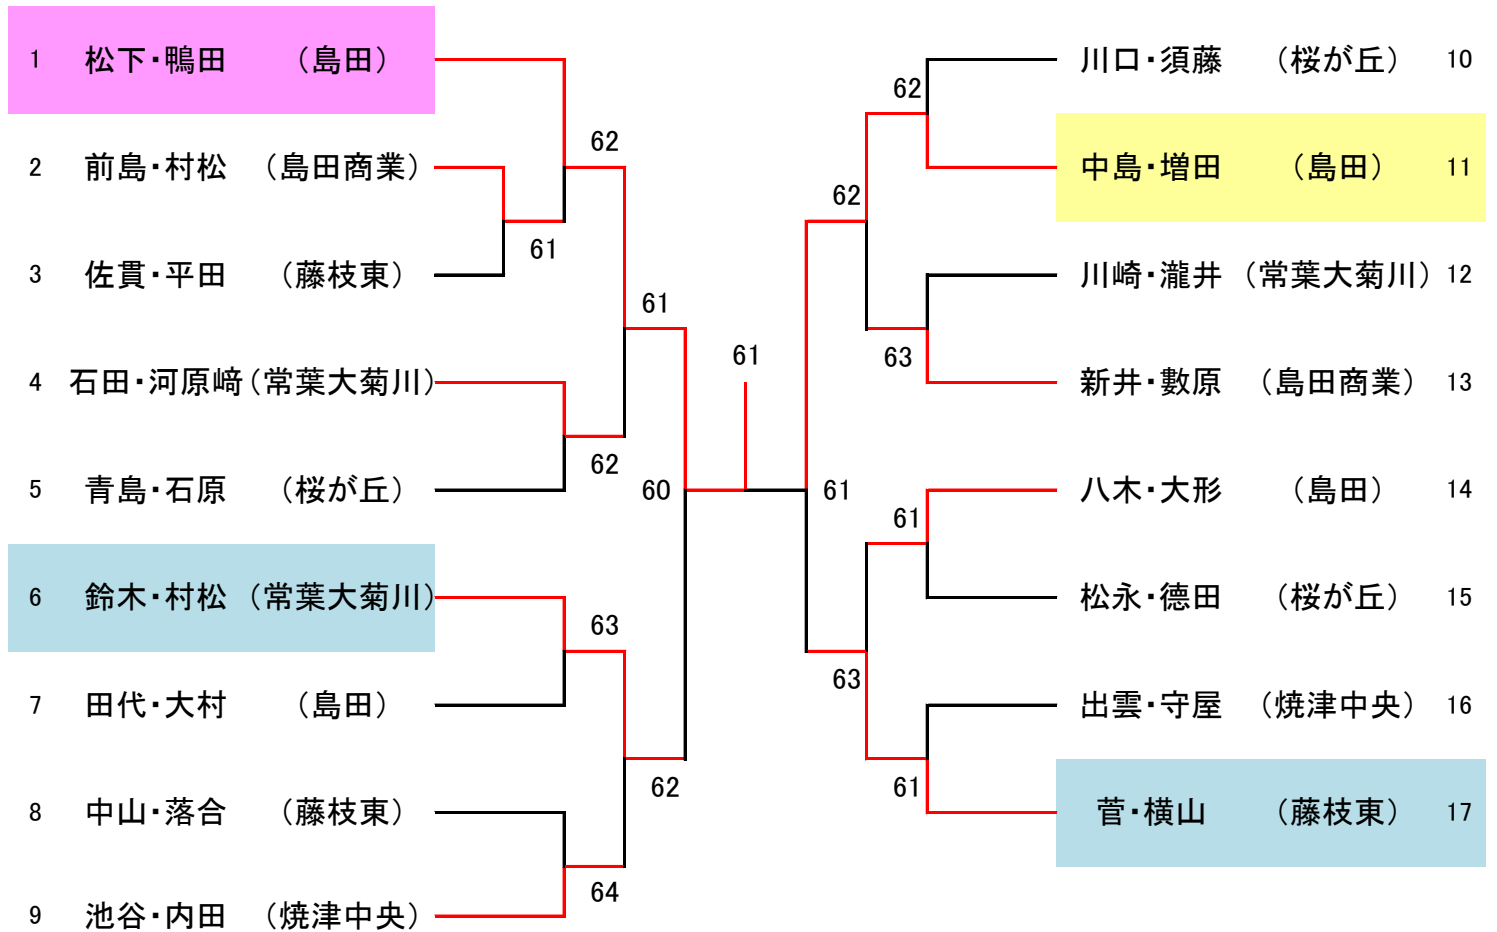 1 松下・鴨田 （島田）
2 前島・村松 （島田商業）
3 佐貫・平田 （藤枝東）
4 石田・河原﨑（常葉大菊川）
5 青島・石原 （桜が丘）
6 鈴木・村松 （常葉大菊川）
7 田代・大村 （島田）
8 中山・落合 （藤枝東）
9 池谷・内田 （焼津中央）
62
61
61
62
60
63
62
64
61
62
62
63
61
61
63
61
川口・須藤 （桜が丘） 10
中島・増田 （島田） 11
川崎・瀧井 （常葉大菊川） 12
新井・數原 （島田商業） 13
八木・大形 （島田） 14
松永・德田 （桜が丘） 15
出雲・守屋 （焼津中央） 16
菅・横山 （藤枝東） 17